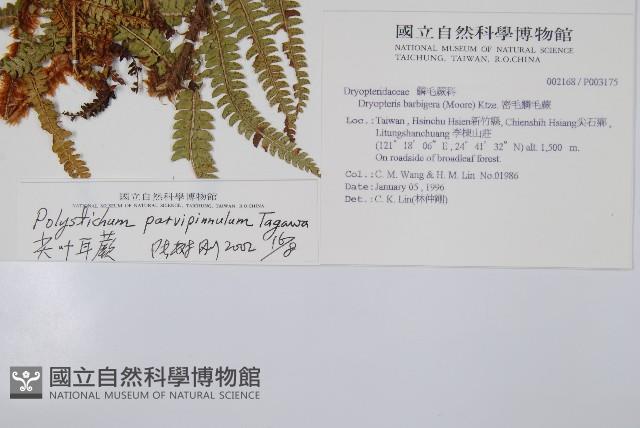 國立自然科學博物館
NATIONAL MUSEUM OF NATURAL SCIENCE
TAICHUNG, TAIWAN, R.O.CHINA
002168 / P003175
Dryopteridaceae 鱗毛蕨科
Dryopteris barbigera (Moore) Ktze. 密毛鱗毛蕨
Loc.: Taiwan, Hsinchu Hsien新竹縣, Chienshih Hsiang尖石鄉,
Litungshanchuang 李棟山莊
(121° 18' 06" E, 24° 41' 32" N) alt. 1,500 m.
On roadside of broadleaf forest.
Col.: C. M. Wang & H. M. Lin No.01986
Date: January 05, 1996
Det.: C. K. Lin(林仲剛)
國立自然科學博物館
NATIONAL MUSEUM OF NATURAL SCIENCE, TAICHUNG, TAIWAN, R.O.CHINA
Polystichum parvipinnulum Tagawa
尖叶耳蕨 2002
國立自然科學博物館
NATIONAL MUSEUM OF NATURAL SCIENCE